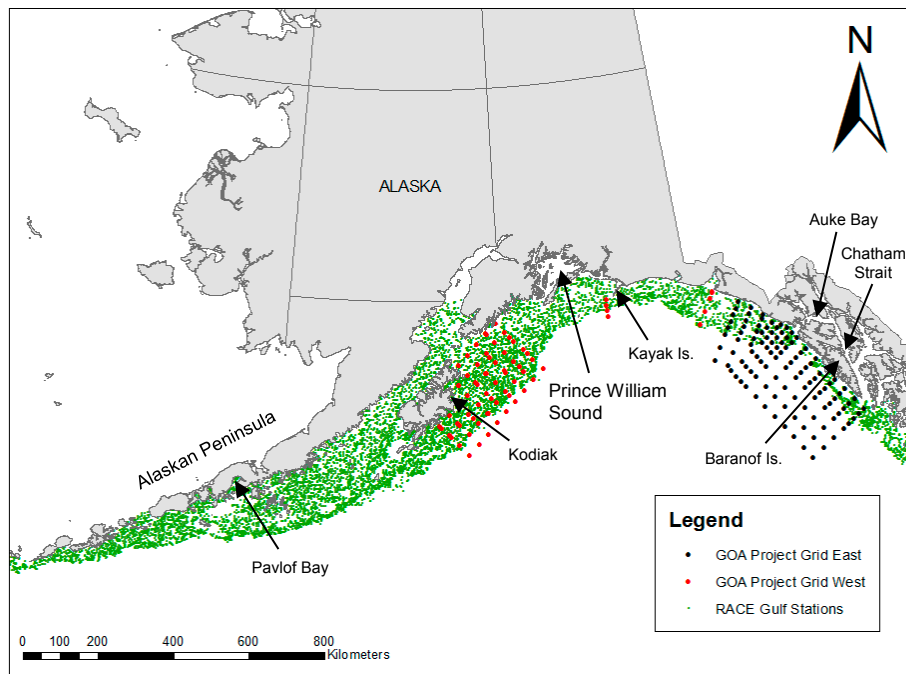 N
ALASKA
Auke Bay
Chatham
Strait
Kayak Is.
Prince William
Sound
Alaskan Peninsula
Kodiak
Baranof Is.
Pavlof Bay
Legend
GOA Project Grid East
GOA Project Grid West
RACE Gulf Stations
0 100 200 400 600 800
Kilometers